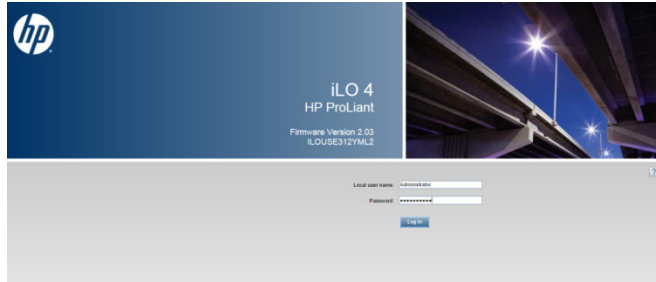 hp
iLO 4
HP ProLiant
Firmware Version 2.03
ILOUSE312YML2
?
Local user name Administrator
Password ••••••••••
Log In